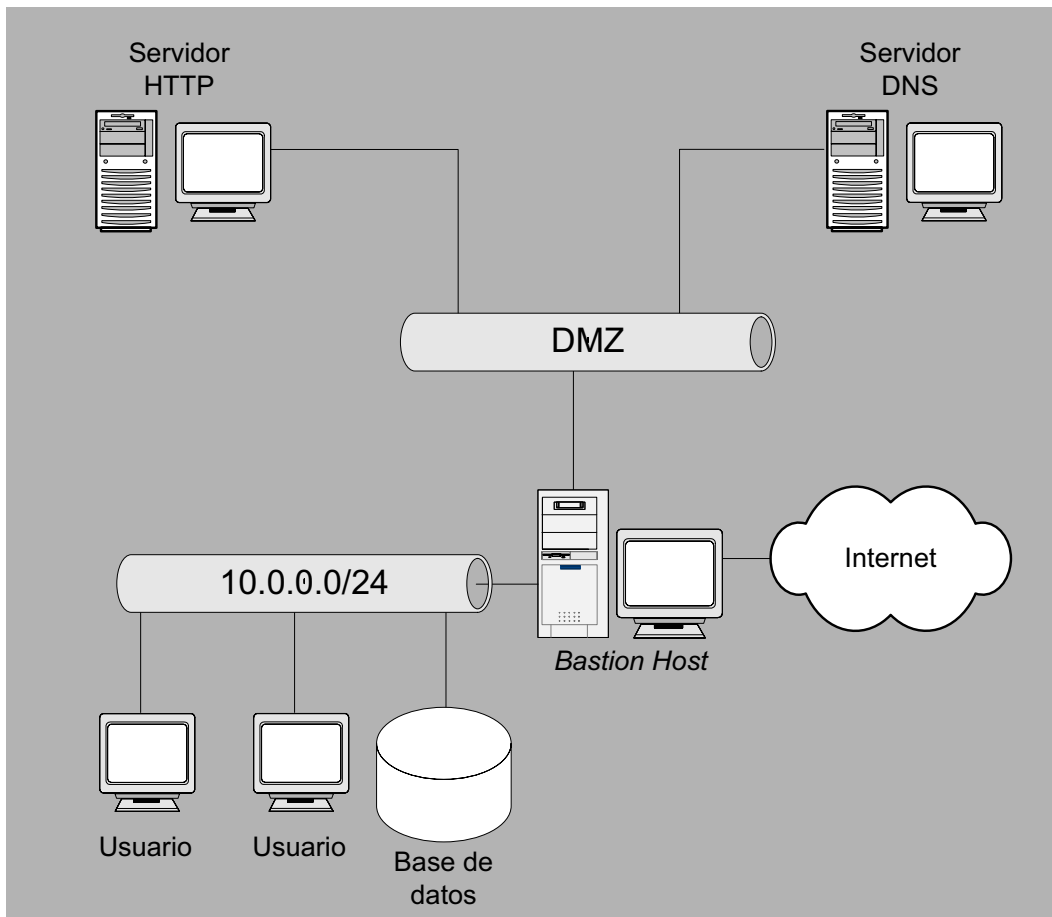 Servidor
HTTP
Servidor
DNS
DMZ
Internet
10.0.0.0/24
Bastion Host
Usuario
Usuario
Base de
datos